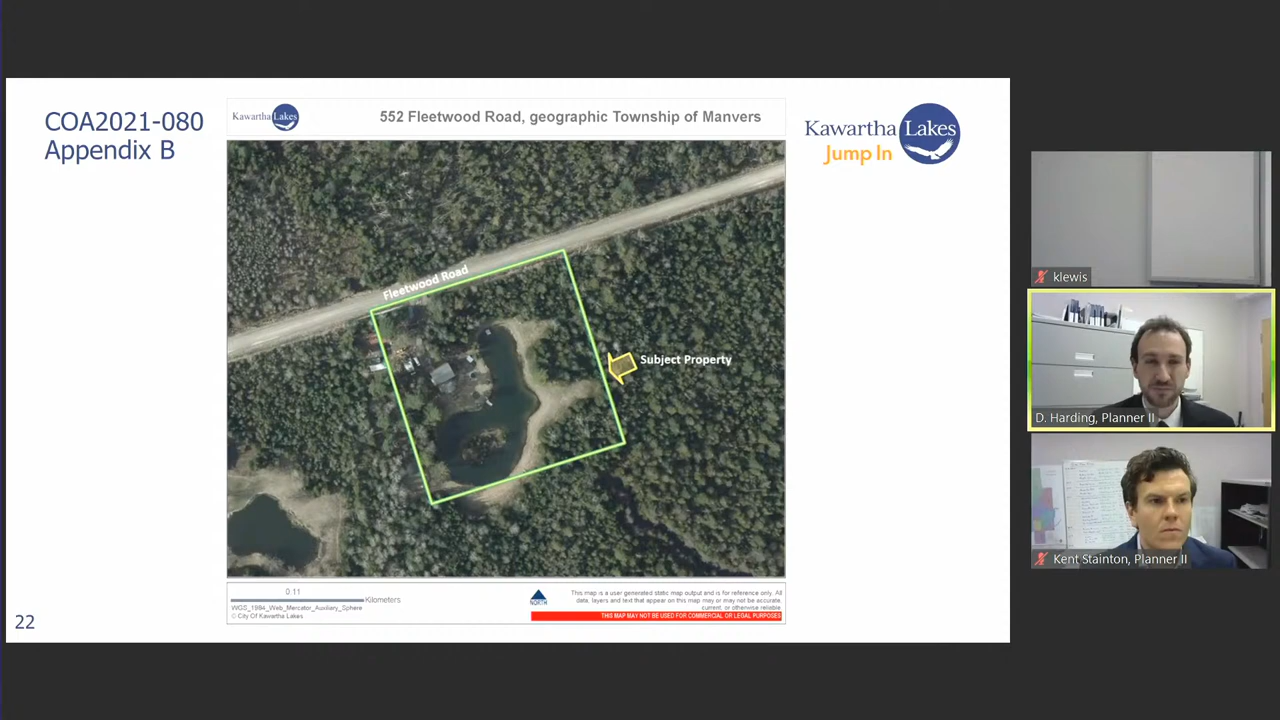 COA2021-080
Appendix B
Kawartha Lakes
552 Fleetwood Road, geographic Township of Manvers
Kawartha Lakes
Jump In
Fleetwood Road
Subject Property
0.11
Kilometers
WGS_1984_Web_Mercator_Auxiliary_Sphere
© City Of Kawartha Lakes
NORTH
This map is a user generated static map output and is for reference only. All
data, layers and text that appear on this map may or may not be accurate,
current, or otherwise reliable.
THIS MAP MAY NOT BE USED FOR COMMERCIAL OR LEGAL PURPOSES
22
klewis
D. Harding, Planner II
Kent Stainton, Planner II